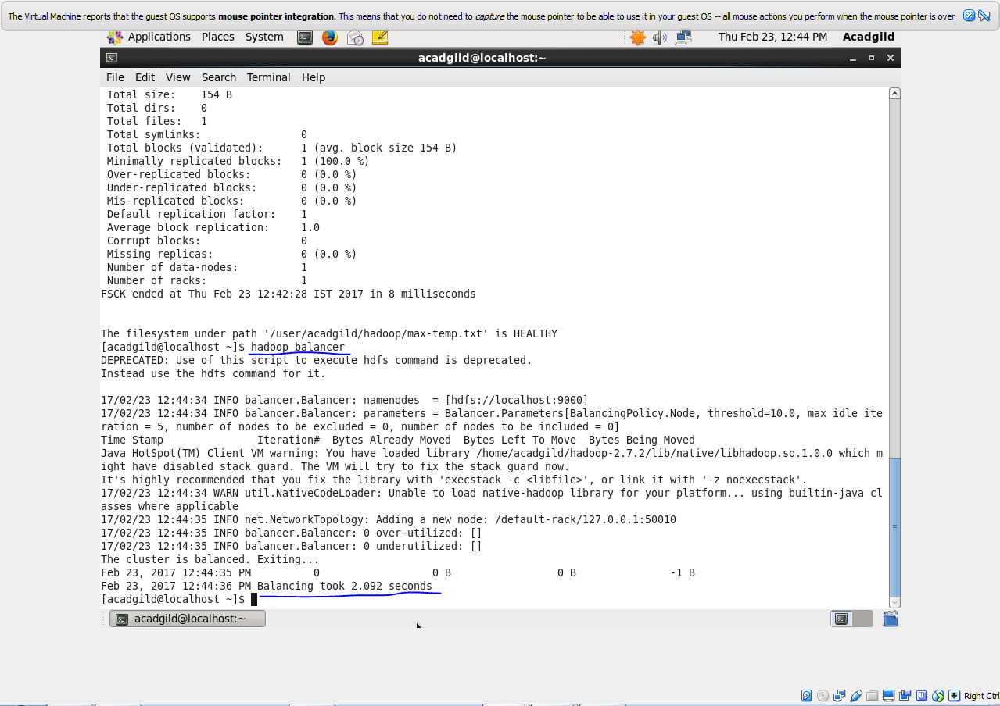 The Virtual Machine reports that the guest OS supports mouse pointer integration. This means that you do not need to capture the mouse pointer to be able to use it in your guest OS -- all mouse actions you perform when the mouse pointer is over
Applications Places System Thu Feb 23, 12:44 PM Acadgild
acadgild@localhost:~
File Edit View Search Terminal Help
Total size: 154 B
Total dirs: 0
Total files: 1
Total symlinks: 0
Total blocks (validated): 1 (avg. block size 154 B)
Minimally replicated blocks: 1 (100.0 %)
Over-replicated blocks: 0 (0.0 %)
Under-replicated blocks: 0 (0.0 %)
Mis-replicated blocks: 0 (0.0 %)
Default replication factor: 1
Average block replication: 1.0
Corrupt blocks: 0
Missing replicas: 0 (0.0 %)
Number of data-nodes: 1
Number of racks: 1
FSCK ended at Thu Feb 23 12:42:28 IST 2017 in 8 milliseconds
The filesystem under path '/user/acadgild/hadoop/max-temp.txt' is HEALTHY
[acadgild@localhost ~]$ hadoop balancer
DEPRECATED: Use of this script to execute hdfs command is deprecated.
Instead use the hdfs command for it.
17/02/23 12:44:34 INFO balancer.Balancer: namenodes  = [hdfs://localhost:9000]
17/02/23 12:44:34 INFO balancer.Balancer: parameters = Balancer.Parameters[BalancingPolicy.Node, threshold=10.0, max idle ite
ration = 5, number of nodes to be excluded = 0, number of nodes to be included = 0]
Time Stamp Iteration# Bytes Already Moved Bytes Left To Move Bytes Being Moved
Java HotSpot(TM) Client VM warning: You have loaded library /home/acadgild/hadoop-2.7.2/lib/native/libhadoop.so.1.0.0 which m
ight have disabled stack guard. The VM will try to fix the stack guard now.
It's highly recommended that you fix the library with 'execstack -c <libfile>', or link it with '-z noexecstack'.
17/02/23 12:44:34 WARN util.NativeCodeLoader: Unable to load native-hadoop library for your platform... using builtin-java cl
asses where applicable
17/02/23 12:44:35 INFO net.NetworkTopology: Adding a new node: /default-rack/127.0.0.1:50010
17/02/23 12:44:35 INFO balancer.Balancer: 0 over-utilized: []
17/02/23 12:44:35 INFO balancer.Balancer: 0 underutilized: []
The cluster is balanced. Exiting...
Feb 23, 2017 12:44:35 PM 0 0 B 0 B -1 B
Feb 23, 2017 12:44:36 PM Balancing took 2.092 seconds
[acadgild@localhost ~]$
acadgild@localhost:~
Right Ctrl